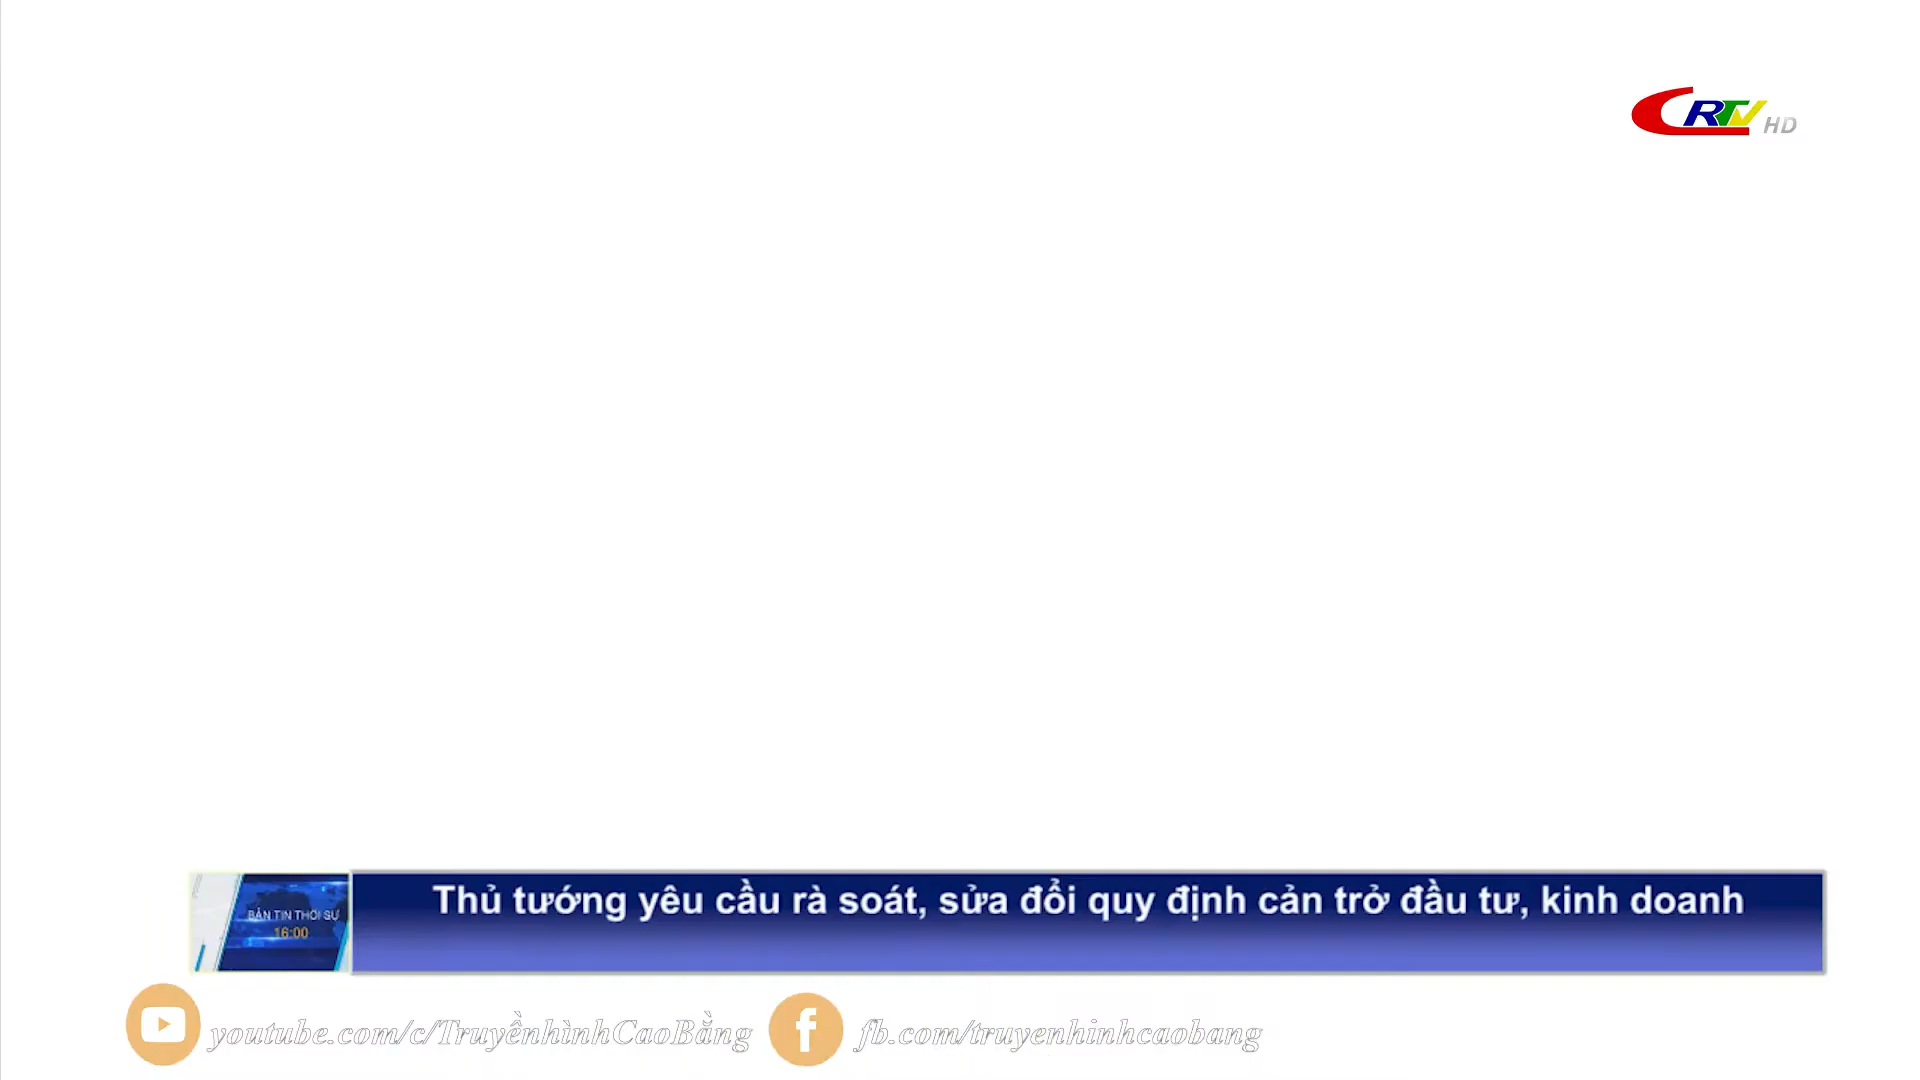 CRTV HD
Thủ tướng yêu cầu rà soát, sửa đổi quy định cản trở đầu tư, kinh doanh
BẢN TIN THỜI SỰ
16:00
youtube.com/c/TruyềnhìnhCaoBằng
fb.com/truyenhinhcaobang